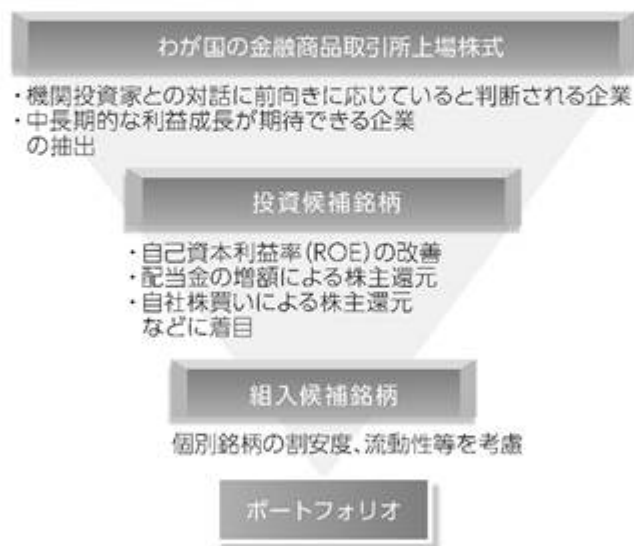 わが国の金融商品取引所上場株式
・機関投資家との対話に前向きに応じていると判断される企業
・中長期的な利益成長が期待できる企業
の抽出
投資候補銘柄
・自己資本利益率(ROE)の改善
・配当金の増額による株主還元
・自社株買いによる株主還元
などに着目
組入候補銘柄
個別銘柄の割安度、流動性等を考慮
ポートフォリオ